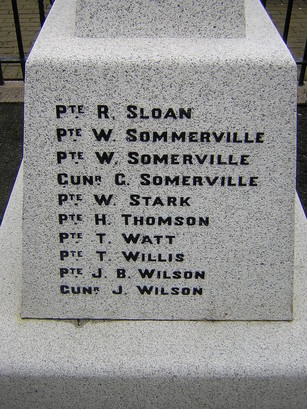 PTE R. SLOAN
PTE W. SOMMERVILLE
PTE W. SOMERVILLE
GUNR G. SOMERVILLE
PTE W. STARK
PTE H. THOMSON
PTE T. WATT
PTE T. WILLIS
PTE J. B. WILSON
GUNR J. WILSON